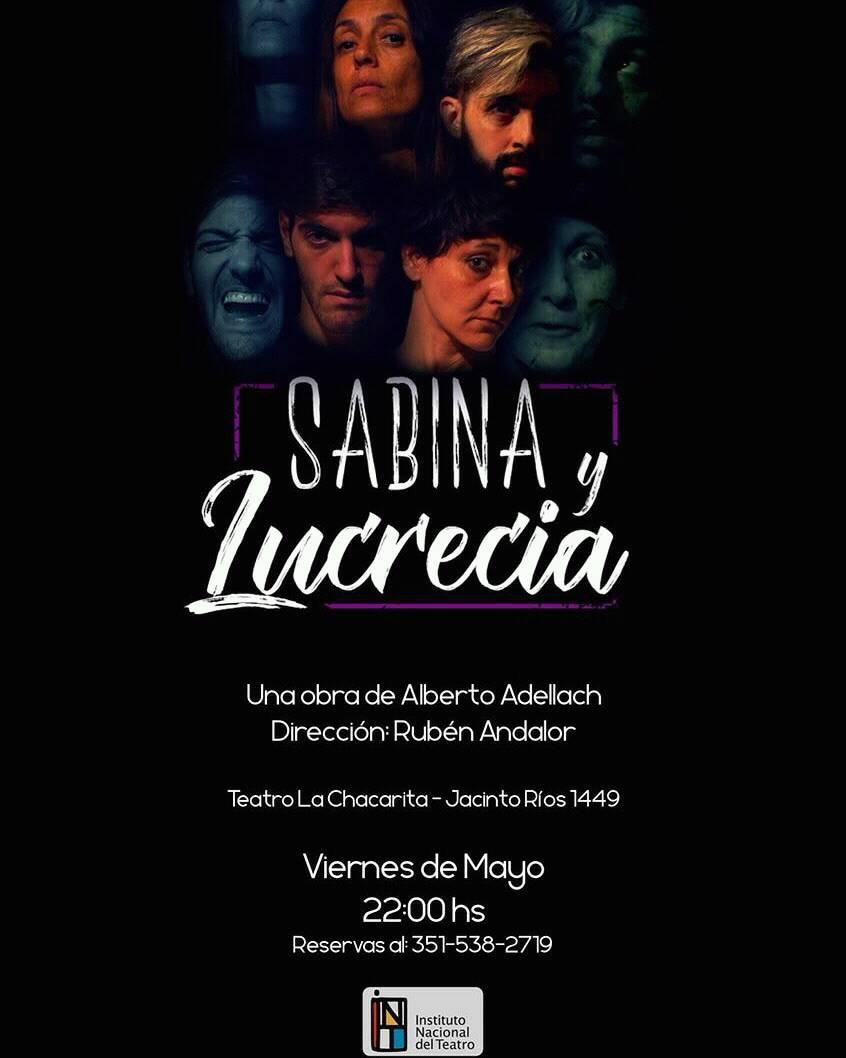 SABINA y
Lucrecia
Una obra de Alberto Adellach
Dirección: Rubén Andalor
Teatro La Chacarita - Jacinto Ríos 1449
Viernes de Mayo
22:00 hs
Reservas al: 351-538-2719
iNT
Instituto
Nacional
del Teatro